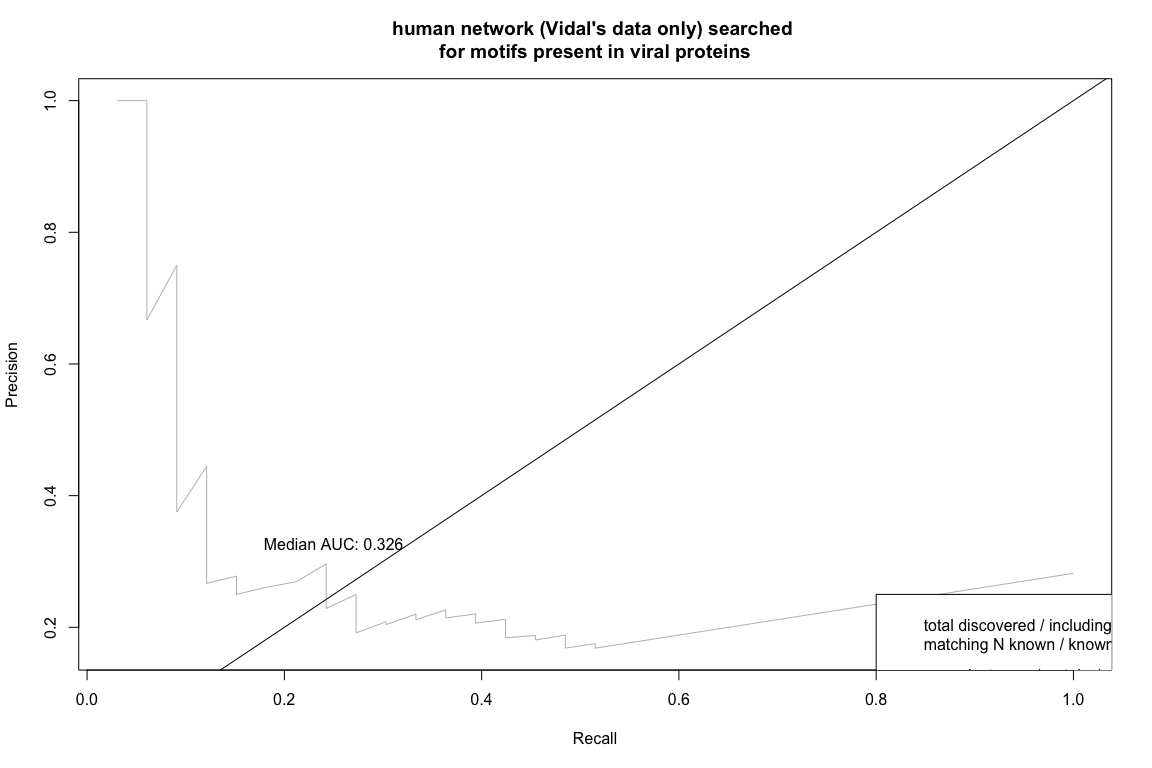 human network (Vidal's data only) searched
for motifs present in viral proteins
Precision
1.0
0.8
0.6
0.4
0.2
Median AUC: 0.326
total discovered / including
matching N known / known
0.0 0.2 0.4 0.6 0.8 1.0
Recall